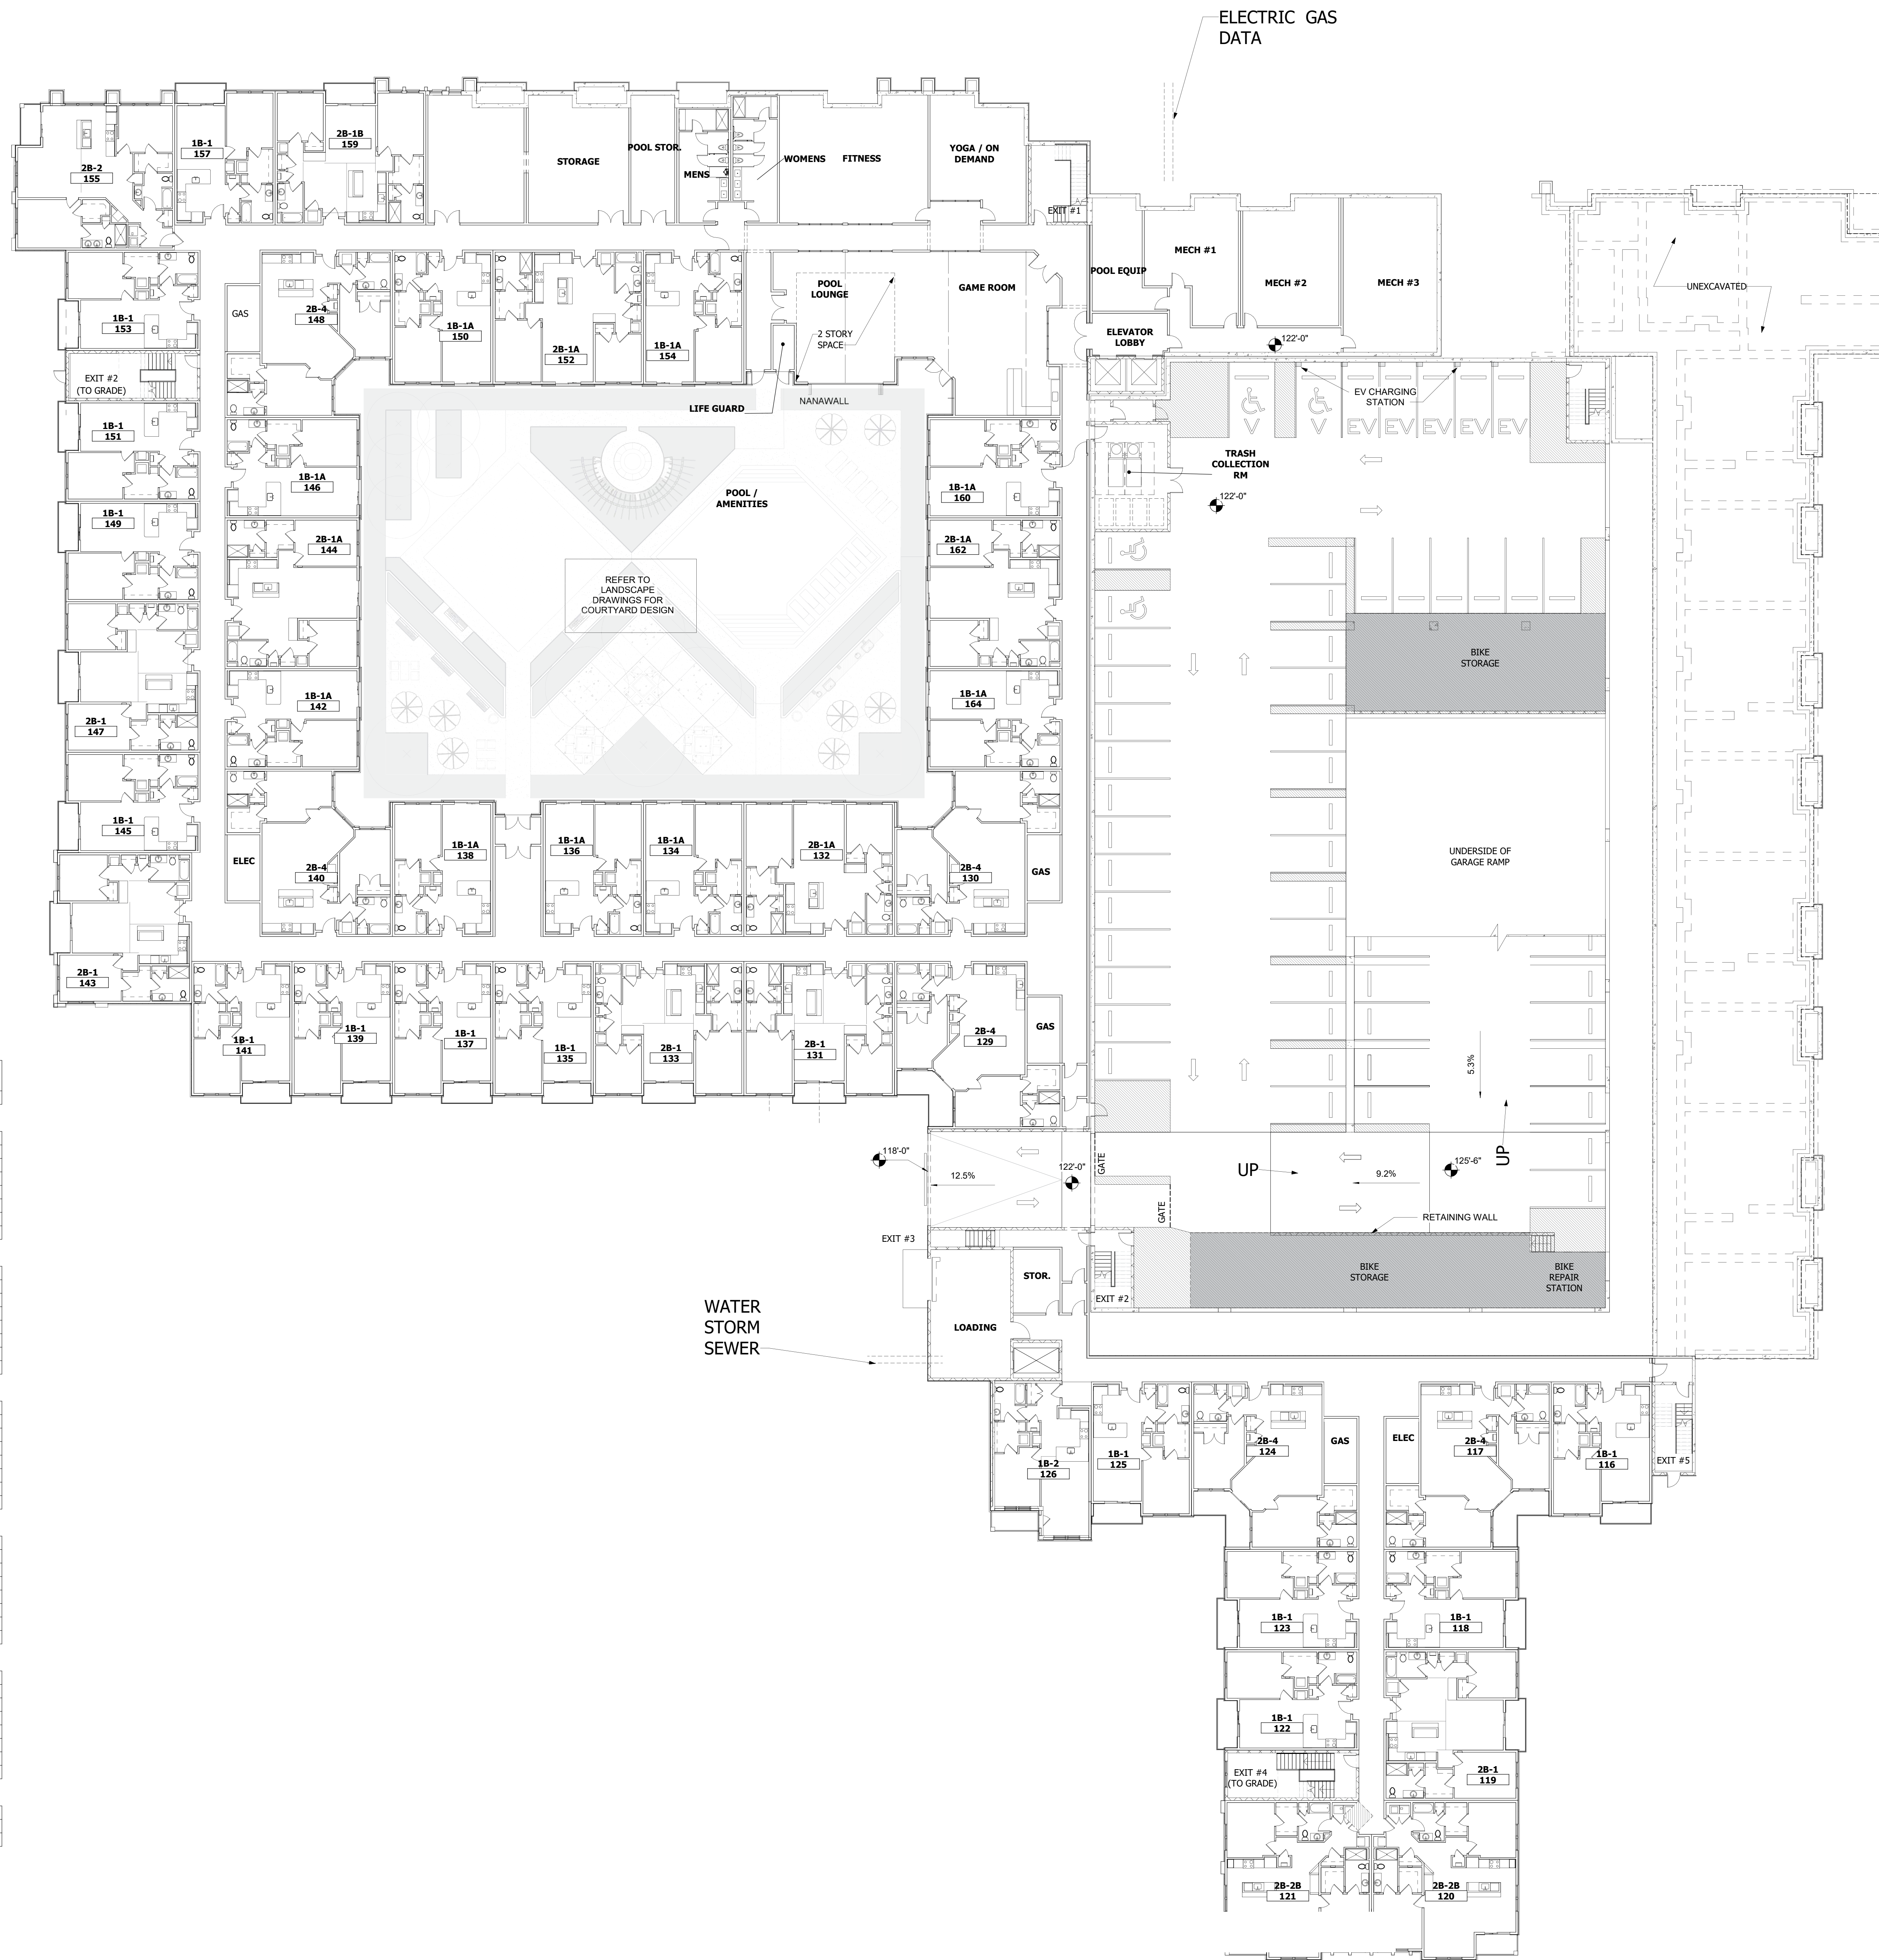 ELECTRIC GAS
DATA
2B-2
155
1B-1
157
2B-1B
159
STORAGE
POOL STOR.
MENS
WOMENS
FITNESS
YOGA / ON
DEMAND
EXIT #1
POOL EQUIP
MECH #1
MECH #2
MECH #3
UNEXCAVATED
1B-1
153
GAS
2B-4
148
1B-1A
150
2B-1A
152
1B-1A
154
POOL
LOUNGE
2 STORY
SPACE
GAME ROOM
ELEVATOR
LOBBY
122'-0"
EXIT #2
(TO GRADE)
LIFE GUARD
NANAWALL
EV CHARGING
STATION
V
V
EV
EV
EV
EV
EV
1B-1
151
1B-1A
146
POOL /
AMENITIES
1B-1A
160
TRASH
COLLECTION
RM
122'-0"
1B-1
149
2B-1A
144
REFER TO
LANDSCAPE
DRAWINGS FOR
COURTYARD DESIGN
2B-1A
162
BIKE
STORAGE
2B-1
147
1B-1A
142
1B-1A
164
1B-1
145
ELEC
2B-4
140
1B-1A
138
1B-1A
136
1B-1A
134
2B-1A
132
2B-4
130
GAS
UNDERSIDE OF
GARAGE RAMP
2B-1
143
1B-1
141
1B-1
139
1B-1
137
1B-1
135
2B-1
133
2B-1
131
2B-4
129
GAS
5.3%
UP
118'-0"
12.5%
122'-0"
GATE
GATE
UP
9.2%
125'-6"
RETAINING WALL
EXIT #3
STOR.
EXIT #2
BIKE
STORAGE
BIKE
REPAIR
STATION
WATER
STORM
SEWER
LOADING
1B-2
126
1B-1
125
2B-4
124
GAS
ELEC
2B-4
117
1B-1
116
EXIT #5
1B-1
123
1B-1
118
1B-1
122
2B-1
119
EXIT #4
(TO GRADE)
2B-2B
121
2B-2B
120